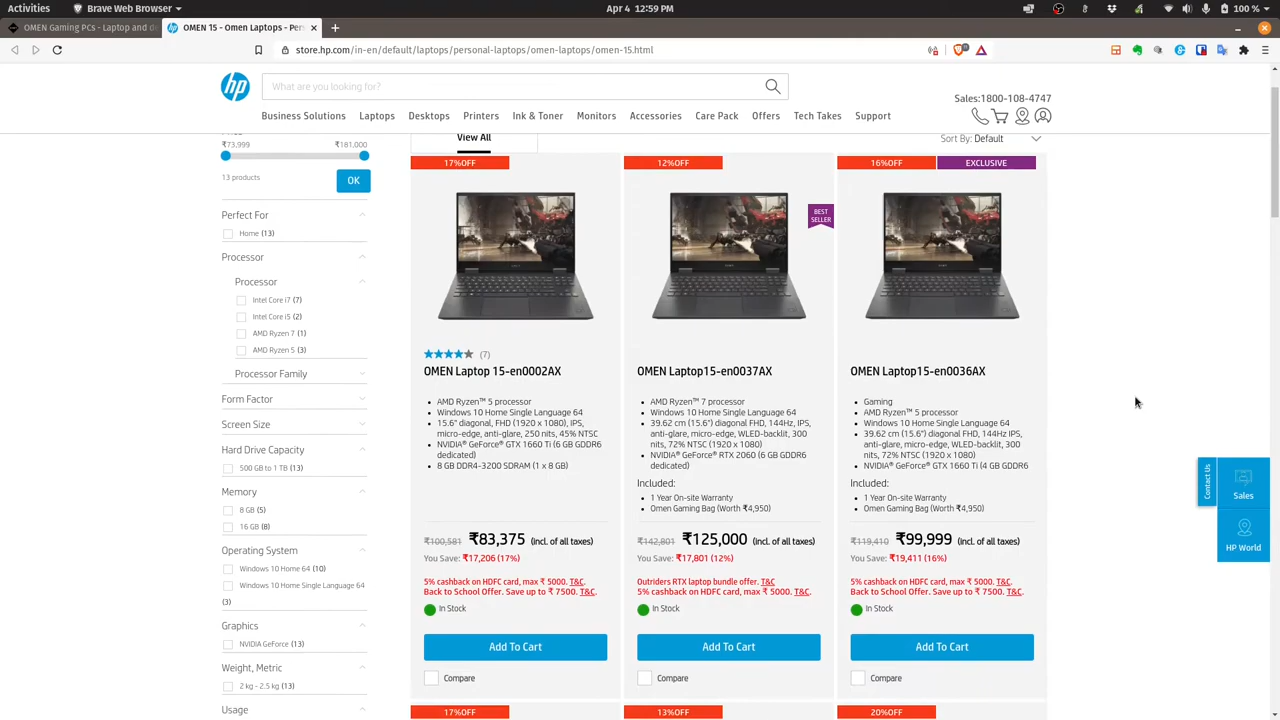 Activities
Brave Web Browser
Apr 4 12:59 PM
100 %
OMEN Gaming PCs - Laptop and d
OMEN 15 - Omen Laptops - Per
store.hp.com/in-en/default/laptops/personal-laptops/omen-laptops/omen-15.html
hp
What are you looking for?
Sales:1800-108-4747
Business Solutions Laptops Desktops Printers Ink & Toner Monitors Accessories Care Pack Offers Tech Takes Support
View All
Sort By: Default
₹73,999 ₹181,000
13 products
OK
Perfect For
Home (13)
Processor
Processor
Intel Core i7 (7)
Intel Core i5 (2)
AMD Ryzen 7 (1)
AMD Ryzen 5 (3)
Processor Family
Form Factor
Screen Size
Hard Drive Capacity
500 GB to 1 TB (13)
Memory
8 GB (5)
16 GB (8)
Operating System
Windows 10 Home 64 (10)
Windows 10 Home Single Language 64
(3)
Graphics
NVIDIA GeForce (13)
Weight, Metric
2 kg - 2.5 kg (13)
Usage
17%OFF
(7)
OMEN Laptop 15-en0002AX
AMD Ryzen™ 5 processor
Windows 10 Home Single Language 64
15.6" diagonal, FHD (1920 x 1080), IPS,
micro-edge, anti-glare, 250 nits, 45% NTSC
NVIDIA® GeForce® GTX 1660 Ti (6 GB GDDR6
dedicated)
8 GB DDR4-3200 SDRAM (1 x 8 GB)
₹100,581 ₹83,375 (Incl. of all taxes)
You Save: ₹17,206 (17%)
5% cashback on HDFC card, max ₹ 5000. T&C.
Back to School Offer. Save up to ₹ 7500. T&C.
In Stock
Add To Cart
Compare
17%OFF
12%OFF
BEST
SELLER
OMEN Laptop15-en0037AX
AMD Ryzen™ 7 processor
Windows 10 Home Single Language 64
39.62 cm (15.6") diagonal FHD, 144Hz, IPS,
anti-glare, micro-edge, WLED-backlit, 300
nits, 72% NTSC (1920 x 1080)
NVIDIA® GeForce® RTX 2060 (6 GB GDDR6
dedicated)
Included:
1 Year On-site Warranty
Omen Gaming Bag (Worth ₹4,950)
₹142,801 ₹125,000 (Incl. of all taxes)
You Save: ₹17,801 (12%)
Outriders RTX laptop bundle offer. T&C
5% cashback on HDFC card, max ₹ 5000. T&C.
In Stock
Add To Cart
Compare
13%OFF
16%OFF
EXCLUSIVE
OMEN Laptop15-en0036AX
Gaming
AMD Ryzen™ 5 processor
Windows 10 Home Single Language 64
39.62 cm (15.6") diagonal FHD, 144Hz IPS,
anti-glare, micro-edge, WLED-backlit, 300
nits, 72% NTSC (1920 x 1080)
NVIDIA® GeForce® GTX 1660 Ti (4 GB GDDR6
Included:
1 Year On-site Warranty
Omen Gaming Bag (Worth ₹4,950)
₹119,410 ₹99,999 (Incl. of all taxes)
You Save: ₹19,411 (16%)
5% cashback on HDFC card, max ₹ 5000. T&C.
Back to School Offer. Save up to ₹ 7500. T&C.
In Stock
Add To Cart
Compare
20%OFF
Contact Us
Sales
HP World